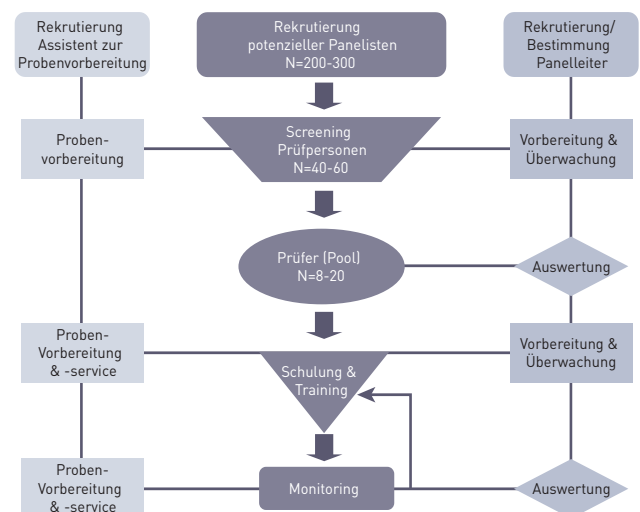 Rekrutierung
Assistent zur
Probenvorbereitung
Rekrutierung
potenzieller Panelisten
N=200-300
Rekrutierung/
Bestimmung
Panelleiter
Proben-
vorbereitung
Screening
Prüfpersonen
N=40-60
Vorbereitung &
Überwachung
Prüfer (Pool)
N=8-20
Auswertung
Proben-
Vorbereitung
& -service
Schulung &
Training
Vorbereitung &
Überwachung
Proben-
Vorbereitung
& -service
Monitoring
Auswertung